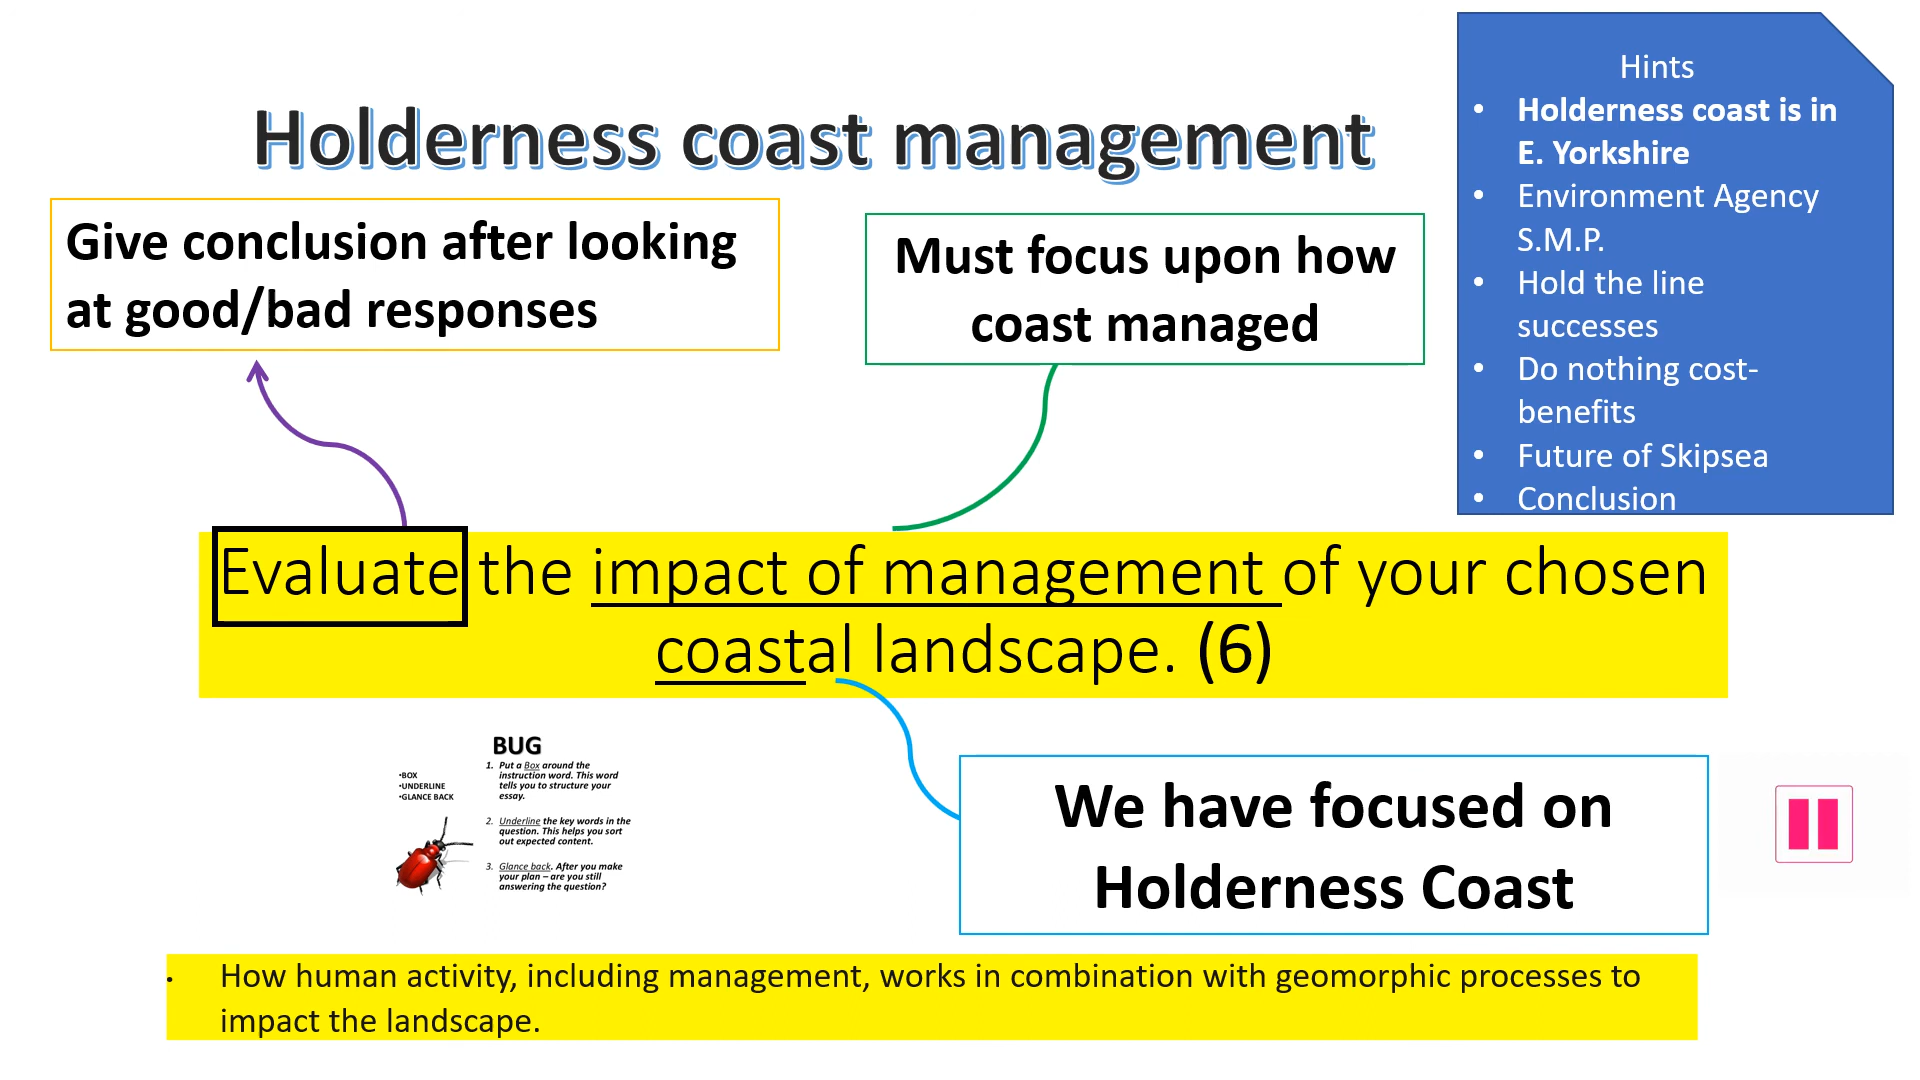 Holderness coast management
Give conclusion after looking
at good/bad responses
Must focus upon how
coast managed
Hints
• Holderness coast is in
E. Yorkshire
• Environment Agency
S.M.P.
• Hold the line
successes
• Do nothing cost-
benefits
• Future of Skipsea
• Conclusion
Evaluate the impact of management of your chosen
coastal landscape. (6)
BUG
•BOX
•UNDERLINE
•GLANCE BACK
1. Put a Box around the
instruction word. This word
tells you to structure your
essay.
2. Underline the key words in the
question. This helps you sort
out expected content.
3. Glance back. After you make
your plan – are you still
answering the question?
We have focused on
Holderness Coast
• How human activity, including management, works in combination with geomorphic processes to
impact the landscape.